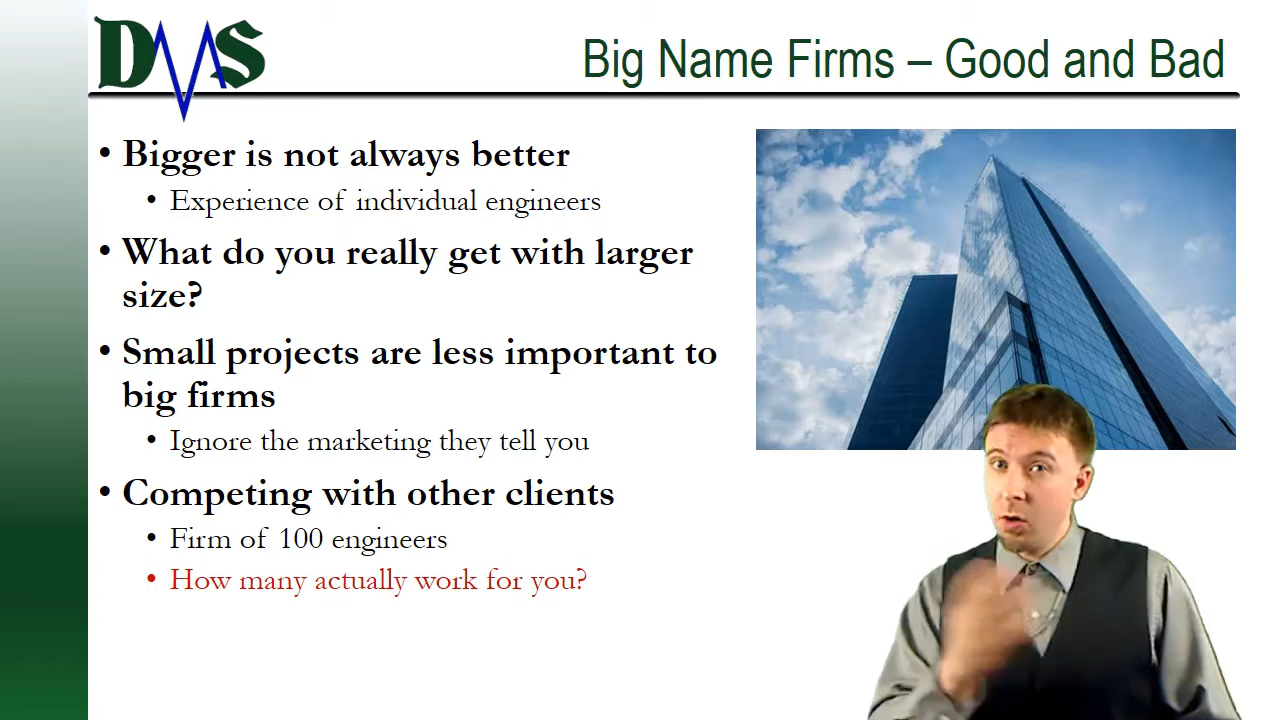 DMS
Big Name Firms – Good and Bad
• Bigger is not always better
• Experience of individual engineers
• What do you really get with larger
size?
• Small projects are less important to
big firms
• Ignore the marketing they tell you
• Competing with other clients
• Firm of 100 engineers
• How many actually work for you?